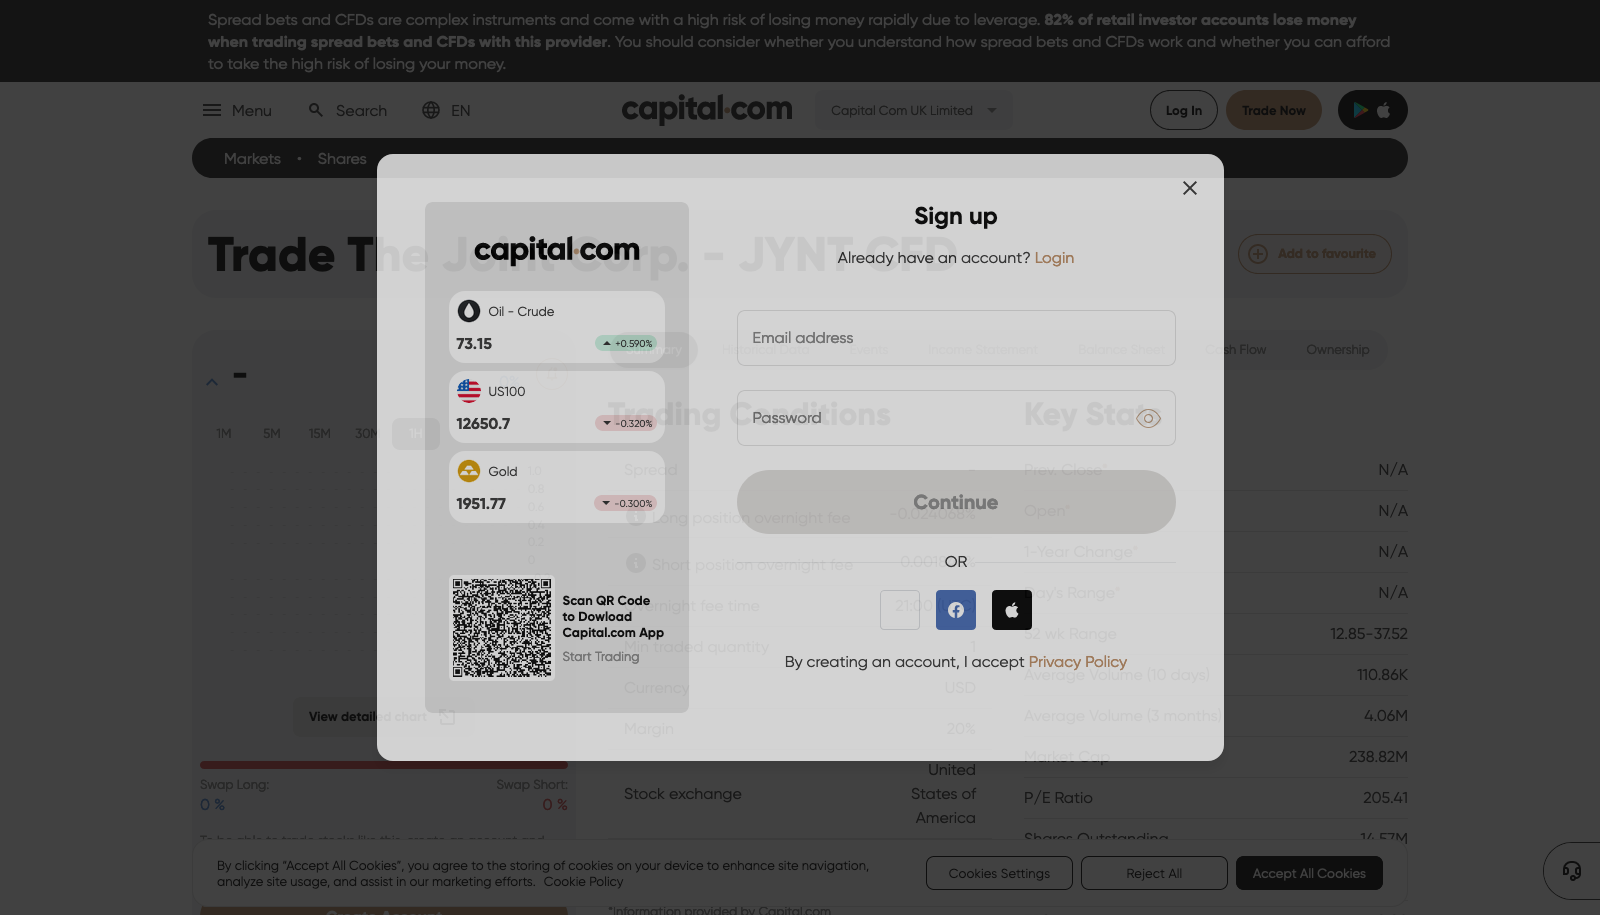 Spread bets and CFDs are complex instruments and come with a high risk of losing money rapidly due to leverage. 82% of retail investor accounts lose money
when trading spread bets and CFDs with this provider. You should consider whether you understand how spread bets and CFDs work and whether you can afford
to take the high risk of losing your money.
Menu
Search
EN
capital.com
Capital Com UK Limited
Log In
Trade Now
Markets • Shares
Trade The Joint Corp. - JYNT CFD
Add to favourite
Sign up
Already have an account? Login
Email address
Password
Continue
OR
By creating an account, I accept Privacy Policy
capital.com
Oil - Crude
73.15
+0.590%
US100
12650.7
-0.320%
Gold
1951.77
-0.300%
Scan QR Code
to Dowload
Capital.com App
Start Trading
1M
5M
15M
30M
1H
View detailed chart
Swap Long:
Swap Short:
0 %
0 %
Cash Flow
Ownership
Trading Conditions
Spread
-
Long position overnight fee
Short position overnight fee
Overnight fee time
Min traded quantity
1
Currency
USD
Margin
20%
Stock exchange
United
States of
America
Key Stats
Prev. Close*
N/A
Open*
N/A
1-Year Change*
N/A
Day's Range*
N/A
52 wk Range
12.85-37.52
Average Volume (10 days)
110.86K
Average Volume (3 months)
4.06M
Market Cap
238.82M
P/E Ratio
205.41
Shares Outstanding
14.57M
By clicking "Accept All Cookies", you agree to the storing of cookies on your device to enhance site navigation,
analyze site usage, and assist in our marketing efforts. Cookie Policy
Cookies Settings
Reject All
Accept All Cookies
*Information provided by Capital.com